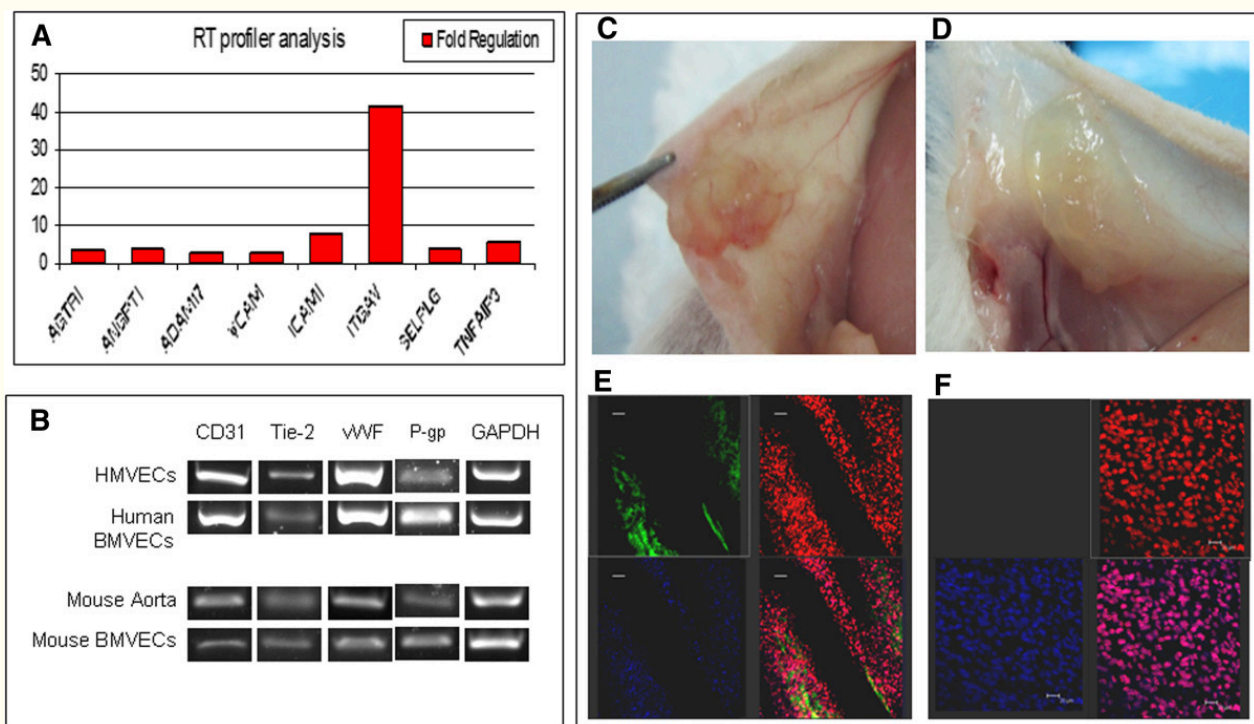 A
RT profiler analysis
Fold Regulation
50
40
30
20
10
0
AGTR1
ANGPT1
ADAM17
VCAM
ICAM1
ITGAV
SELPLG
TNFAIP3
B
CD31 Tie-2 vWF P-gp GAPDH
HMVECs
Human
BMVECs
Mouse Aorta
Mouse BMVECs
C
D
E
F